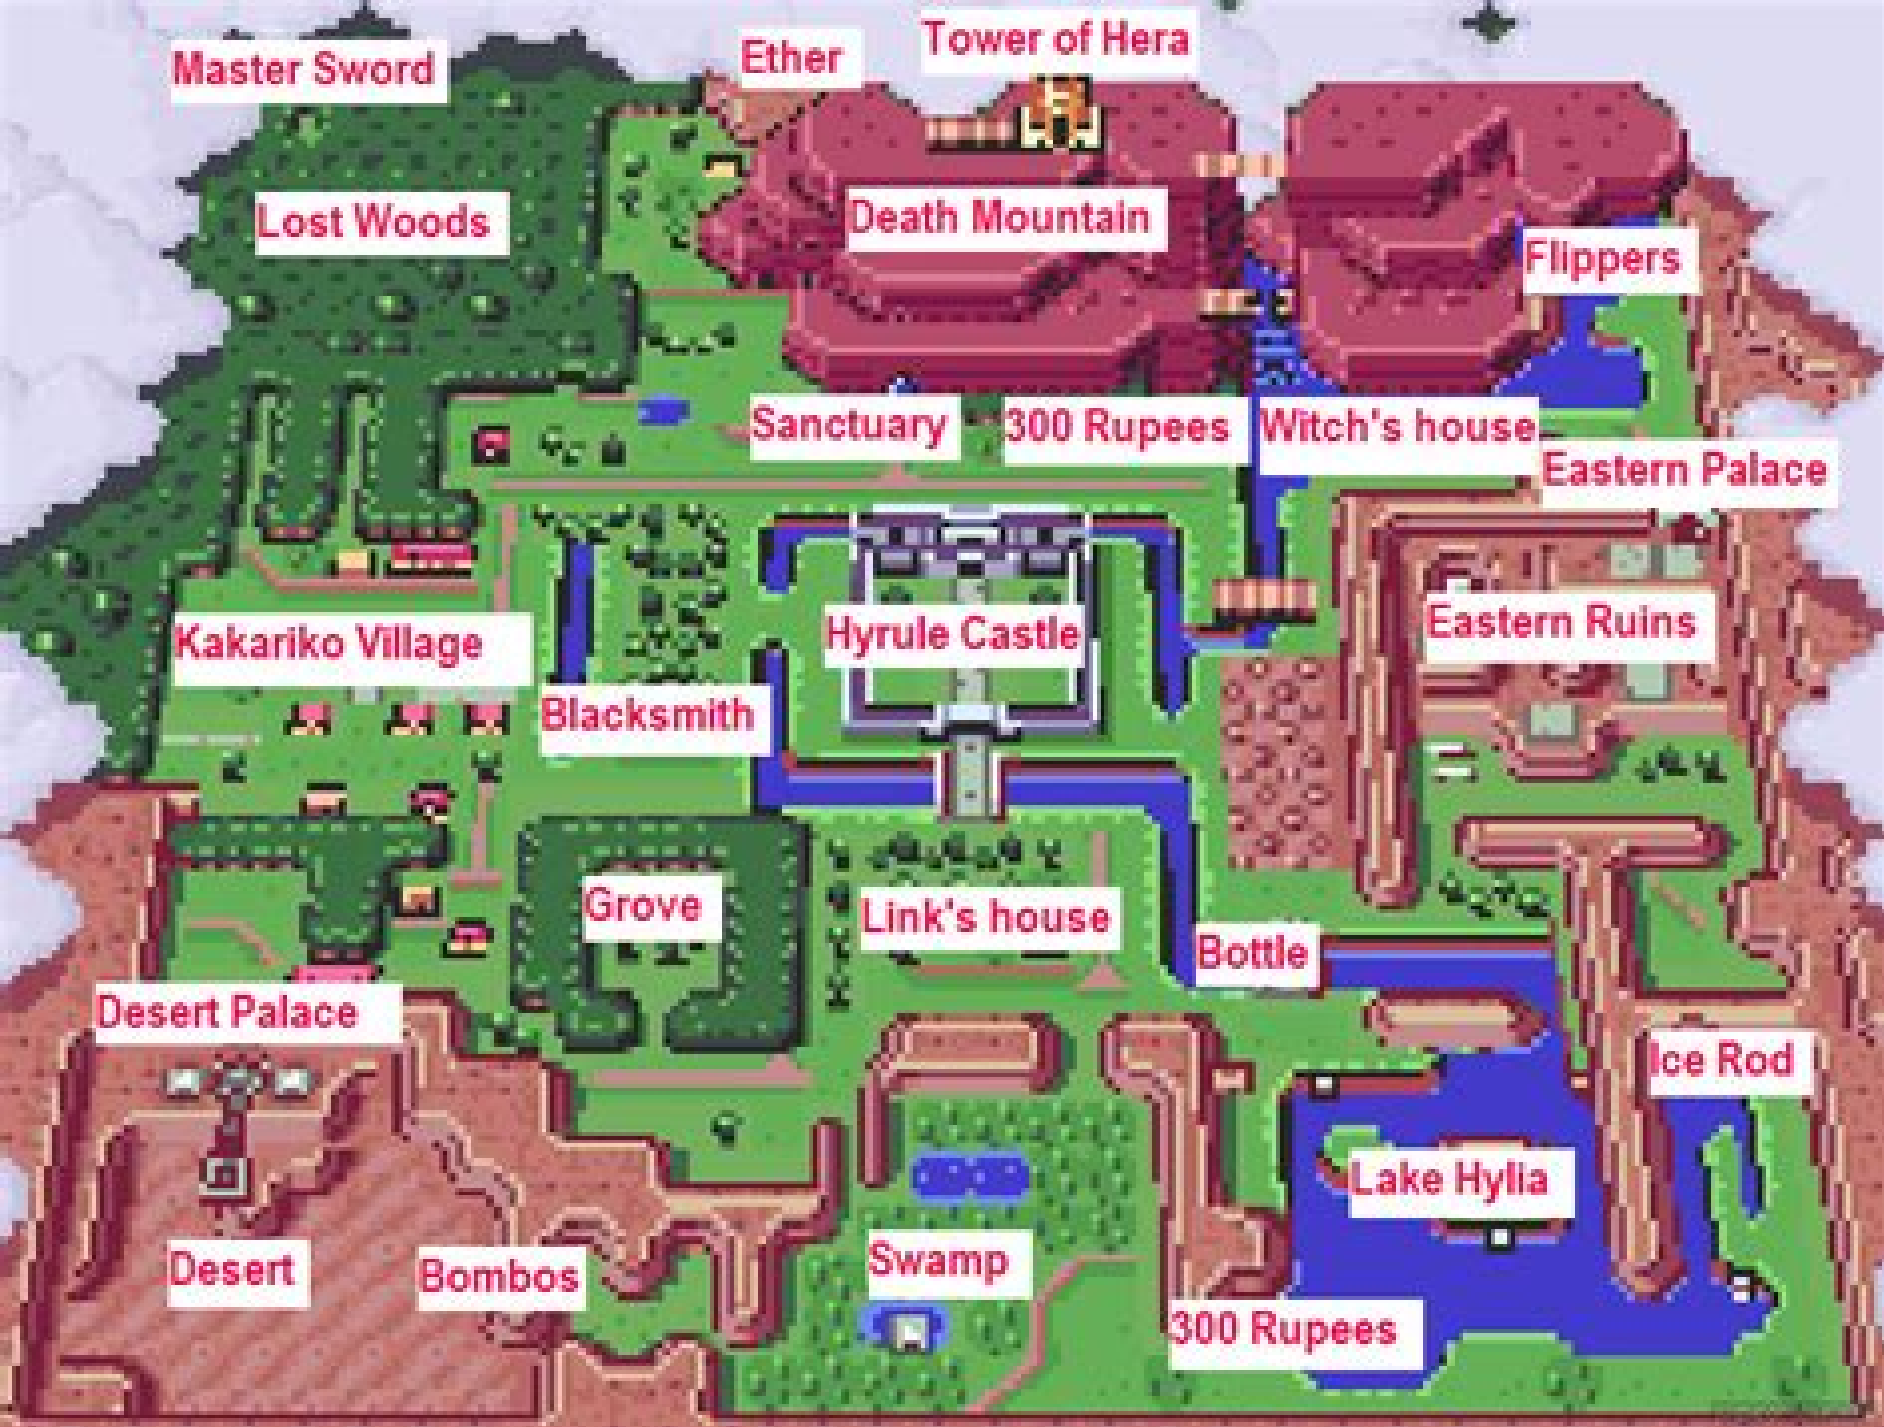 Tower of Hera
Master Sword
Ether
Lost Woods
Death Mountain
Flippers
Sanctuary
300 Rupees
Witch's house
Eastern Palace
Kakariko Village
Hyrule Castle
Eastern Ruins
Blacksmith
Grove
Link's house
Bottle
Desert Palace
Ice Rod
Lake Hylia
Desert
Bombos
Swamp
300 Rupees